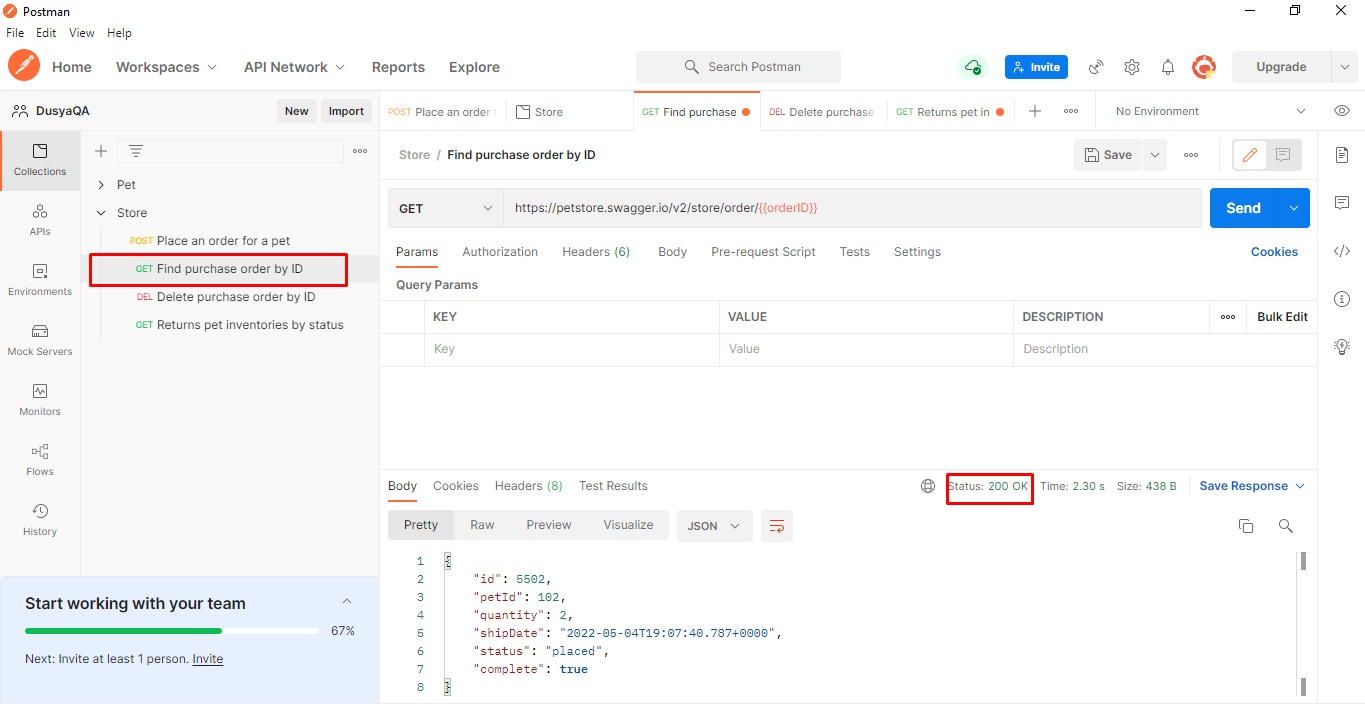 Postman
File Edit View Help
Home Workspaces API Network Reports Explore Search Postman Invite Upgrade
DusyaQA New Import
POST Place an order f GET Find purchase DEL Delete purchase GET Returns pet in No Environment
Store
Collections
APIs
Environments
Mock Servers
Monitors
Flows
History
Pet
Store
POST Place an order for a pet
GET Find purchase order by ID
DEL Delete purchase order by ID
GET Returns pet inventories by status
Start working with your team
67%
Next: Invite at least 1 person. Invite
Store / Find purchase order by ID Save
GET https://petstore.swagger.io/v2/store/order/{{orderID}} Send
Params Authorization Headers (6) Body Pre-request Script Tests Settings Cookies
Query Params
KEY VALUE DESCRIPTION Bulk Edit
Key Value Description
Body Cookies Headers (8) Test Results Status: 200 OK Time: 2.30 s Size: 438 B Save Response
Pretty Raw Preview Visualize JSON
1 {
2 "id": 5502,
3 "petId": 102,
4 "quantity": 2,
5 "shipDate": "2022-05-04T19:07:40.787+0000",
6 "status": "placed",
7 "complete": true
8 }